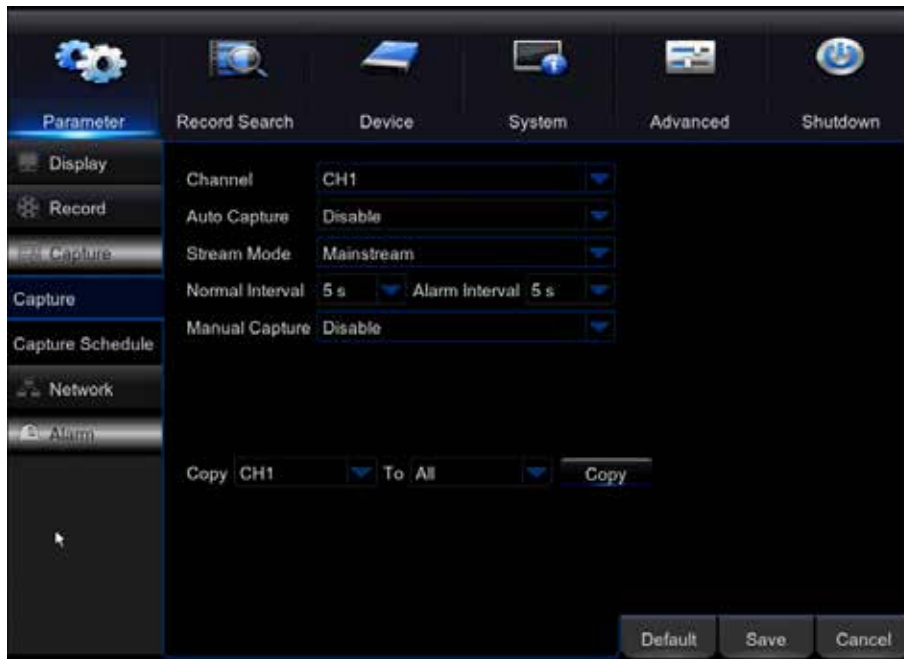 Parameter Record Search Device System Advanced Shutdown
Display
Record
Capture
Capture
Capture Schedule
Network
Alarm
Channel CH1
Auto Capture Disable
Stream Mode Mainstream
Normal Interval 5 s Alarm Interval 5 s
Manual Capture Disable
Copy CH1 To All Copy
Default Save Cancel